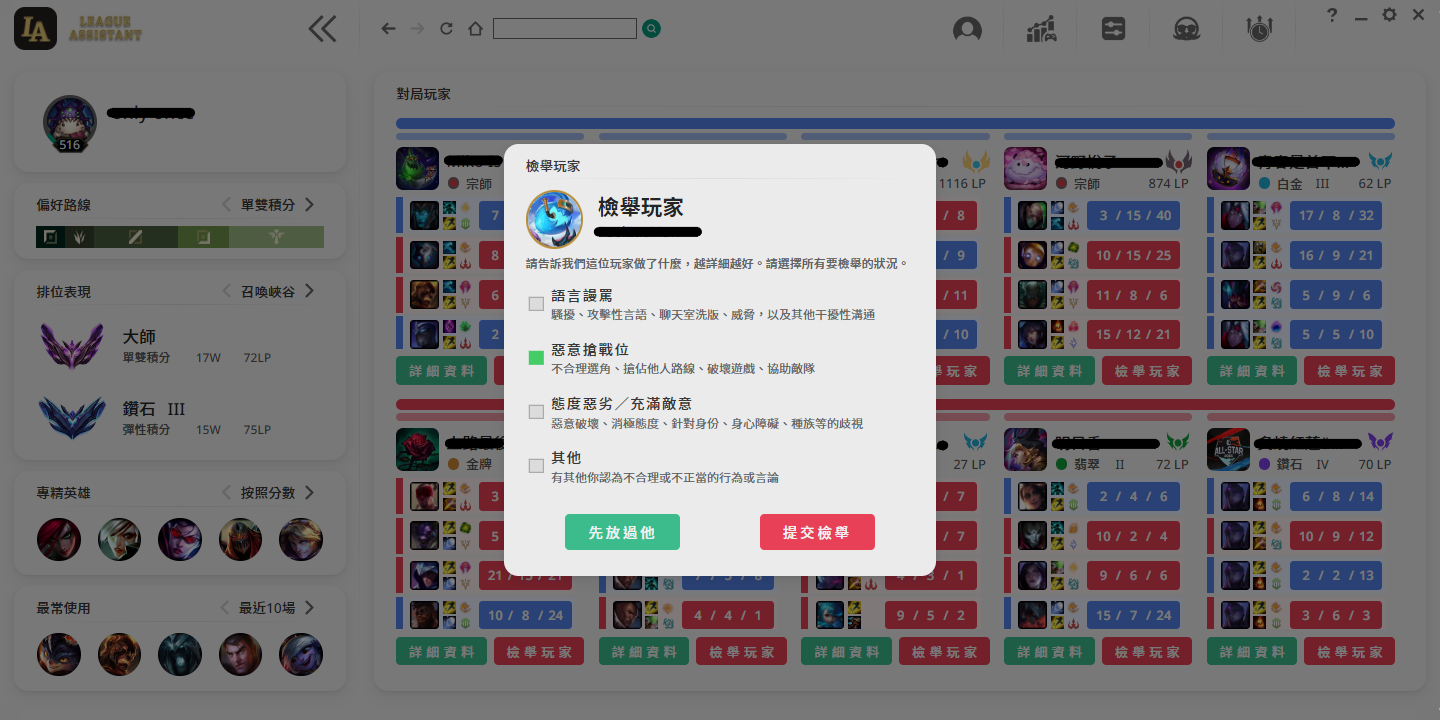 LA
LEAGUE
ASSISTANT
?
516
偏好路線
單雙積分
排位表現
召喚峽谷
大師
單雙積分 17W 72LP
鑽石 III
彈性積分 15W 75LP
專精英雄
按照分數
最常使用
最近10場
對局玩家
宗師
1116 LP
宗師 874 LP
白金 III 62 LP
7
/ 8
3 / 15 / 40
17 / 8 / 32
8
/ 9
10 / 15 / 25
16 / 9 / 21
6
/ 11
11 / 8 / 6
5 / 9 / 6
2
/ 10
15 / 12 / 21
5 / 5 / 10
詳細資料
詳細資料 檢舉玩家
詳細資料 檢舉玩家
檢舉玩家
檢舉玩家
請告訴我們這位玩家做了什麼，越詳細越好。請選擇所有要檢舉的狀況。
語言謾罵
騷擾、攻擊性言語、聊天室洗版、威脅，以及其他干擾性溝通
惡意搶戰位
不合理選角、搶佔他人路線、破壞遊戲、協助敵隊
態度惡劣／充滿敵意
惡意破壞、消極態度、針對身份、身心障礙、種族等的歧視
其他
有其他你認為不合理或不正當的行為或言論
先放過他
提交檢舉
金牌
27 LP
翡翠 II 72 LP
鑽石 IV 70 LP
ALL-STAR
3
/ 7
2 / 4 / 6
6 / 8 / 14
5
/ 7
10 / 2 / 4
10 / 9 / 12
21 / 15 / 21
7 / 5 / 8
4 / 3 / 1
9 / 6 / 6
2 / 2 / 13
10 / 8 / 24
4 / 4 / 1
9 / 5 / 2
15 / 7 / 24
3 / 6 / 3
詳細資料 檢舉玩家
詳細資料 檢舉玩家
詳細資料 檢舉玩家
詳細資料 檢舉玩家
詳細資料 檢舉玩家